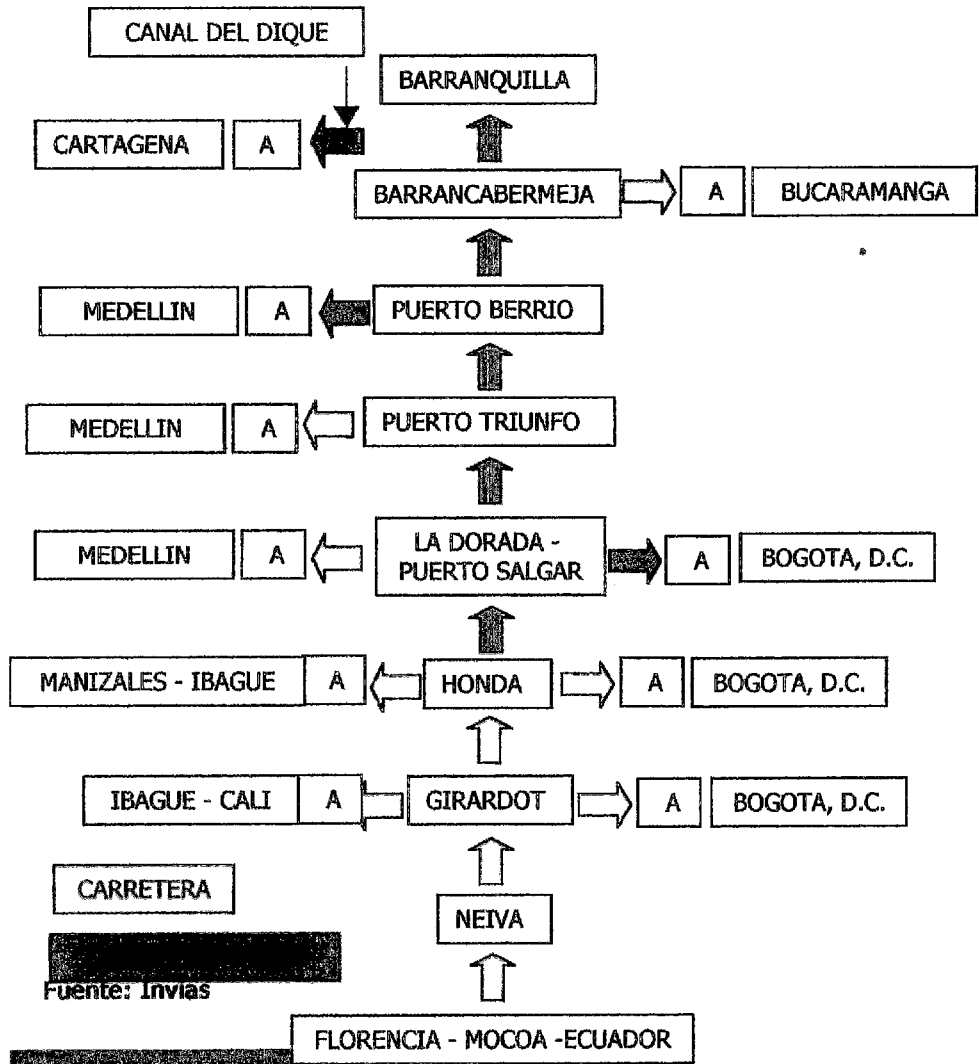 CANAL DEL DIQUE
BARRANQUILLA
CARTAGENA A
BARRANCABERMEJA A BUCARAMANGA
MEDELLIN A PUERTO BERRIO
MEDELLIN A PUERTO TRIUNFO
MEDELLIN A LA DORADA -
PUERTO SALGAR A BOGOTA, D.C.
MANIZALES - IBAGUE A HONDA A BOGOTA, D.C.
IBAGUE - CALI A GIRARDOT A BOGOTA, D.C.
CARRETERA
NEIVA
Fuente: Invias
FLORENCIA - MOCOA -ECUADOR